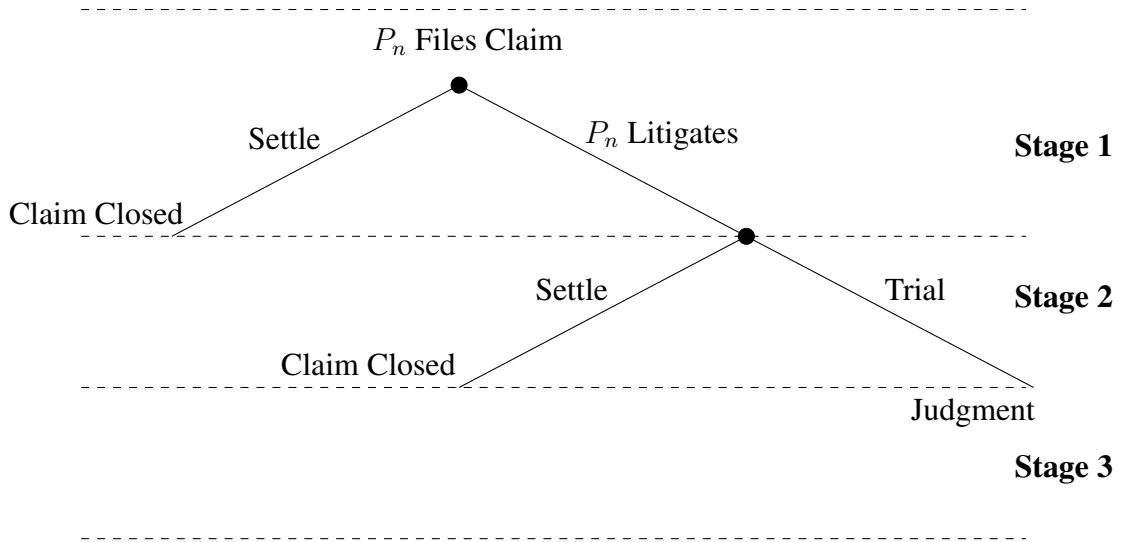 P_n Files Claim
Settle
P_n Litigates
Stage 1
Claim Closed
Settle
Trial
Stage 2
Claim Closed
Judgment
Stage 3